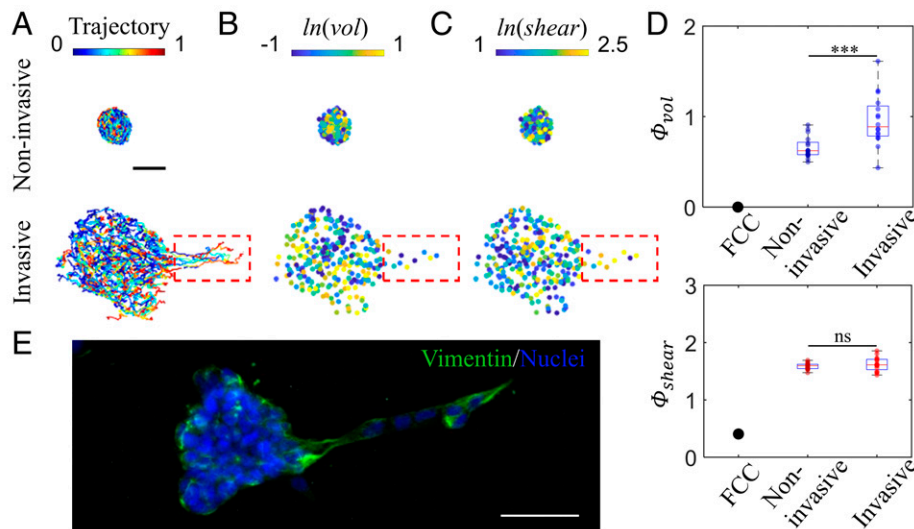 A
Trajectory
0
1
B
ln(vol)
-1
1
C
ln(shear)
1
2.5
D
Non-invasive
Invasive
2
1
0
Φvol
***
FCC
Non-
invasive
Invasive
3
2
1
0
Φshear
ns
FCC
Non-
invasive
Invasive
E
Vimentin/Nuclei